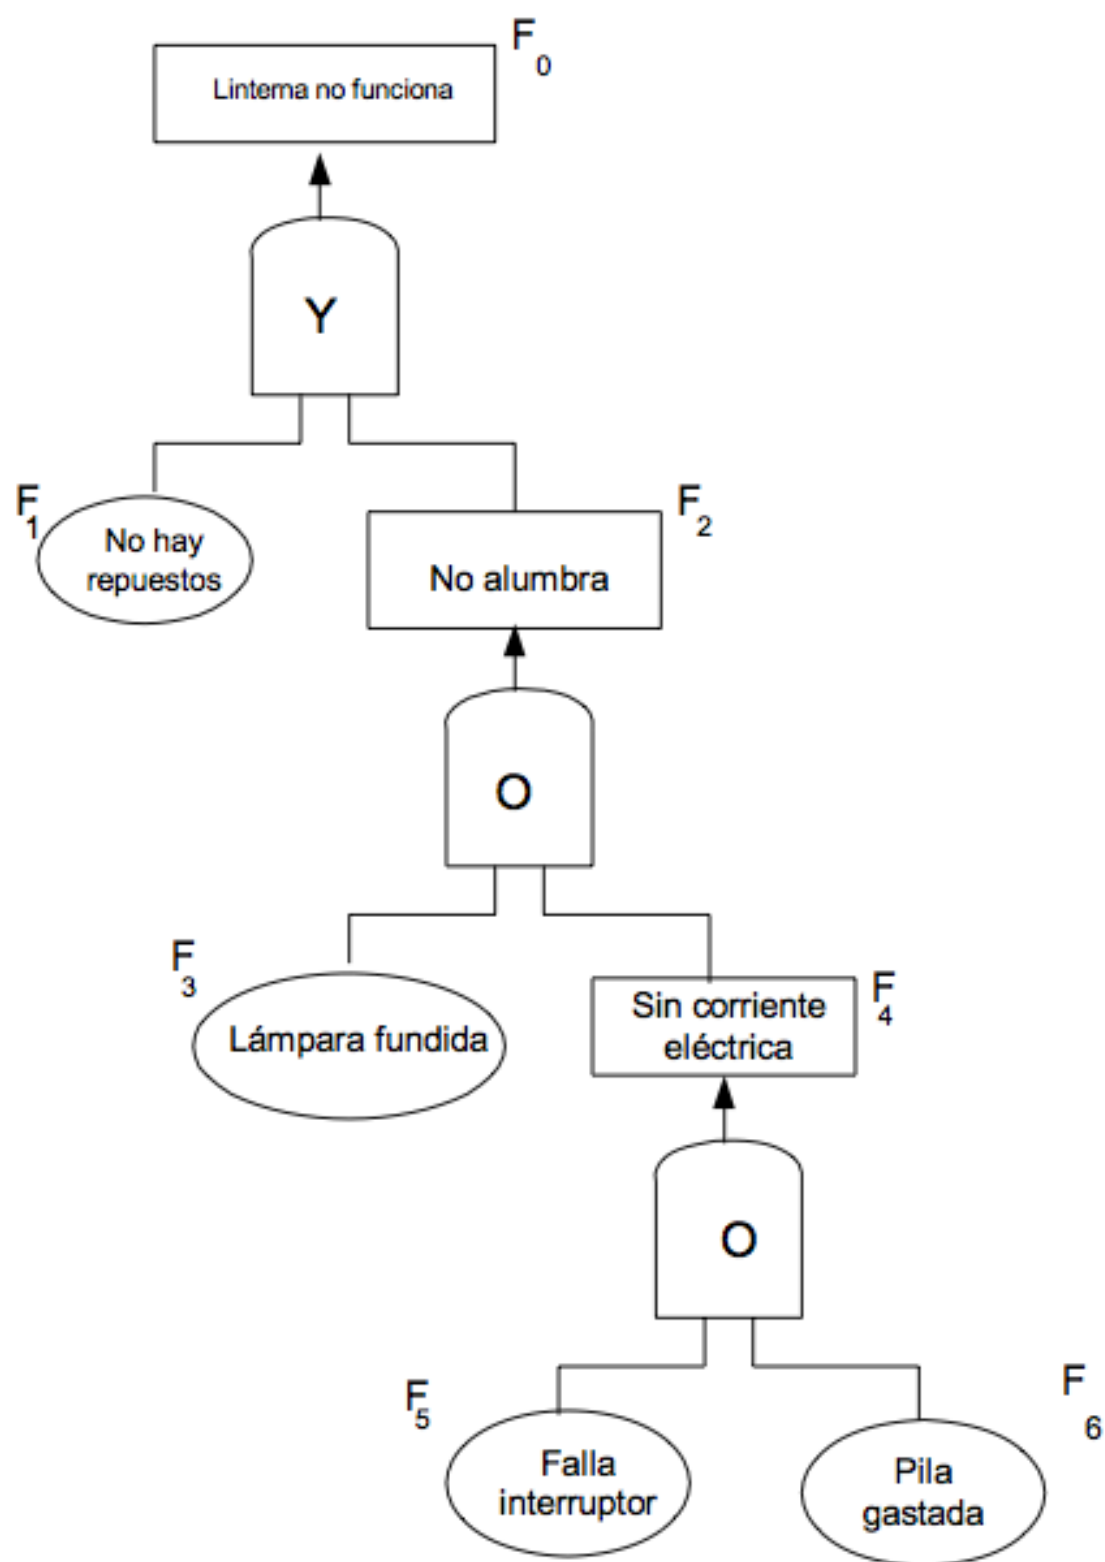 F0
Linterna no funciona
Y
F1
No hay
repuestos
F2
No alumbra
O
F3
Lámpara fundida
F4
Sin corriente
eléctrica
O
F5
Falla
interruptor
F6
Pila
gastada